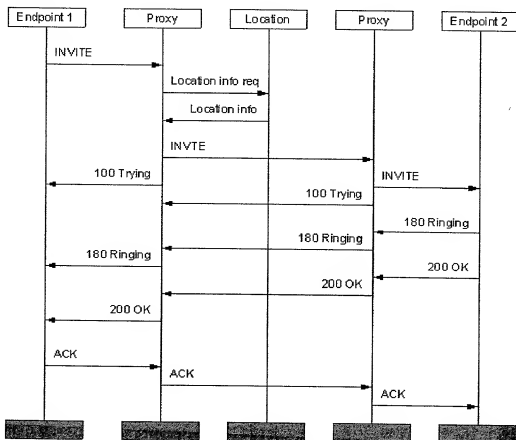 Endpoint 1 Proxy Location Proxy Endpoint 2
INVITE
Location info req
Location info
INVTE
100 Trying
INVITE
100 Trying
180 Ringing
180 Ringing
180 Ringing
200 OK
200 OK
200 OK
ACK
ACK
ACK